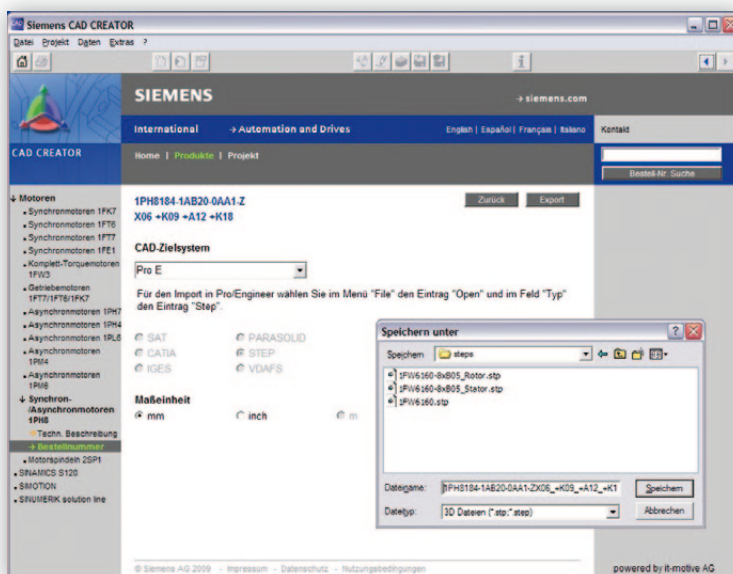 Siemens CAD CREATOR
Datei Projekt Daten Extras ?
SIEMENS
→ siemens.com
International → Automation and Drives English | Español | Français | Italiano Kontakt
CAD CREATOR
Home | Produkte | Projekt
Bestell-Nr. Suche
Motoren
Synchronmotoren 1FK7
Synchronmotoren 1FT6
Synchronmotoren 1FT7
Synchronmotoren 1FE1
Komplett-Torquemotoren
1FW3
Getriebemotoren
1FT7/1FT6/1FK7
Asynchronmotoren 1PH7
Asynchronmotoren 1PH4
Asynchronmotoren 1PL6
Asynchronmotoren
1PM4
Asynchronmotoren
1PM6
Synchron-
/Asynchronmotoren
1PH8
Techn. Beschreibung
→ Bestellnummer
Motorspindeln 2SP1
SINAMICS S120
SIMOTION
SINUMERIK solution line
1PH8184-1AB20-0AA1-Z
X06 +K09 +A12 +K18
Zurück Export
CAD-Zielsystem
Pro E
Für den Import in Pro/Engineer wählen Sie im Menü "File" den Eintrag "Open" und im Feld "Typ"
den Eintrag "Step".
SAT PARASOLID
CATIA STEP
IGES VDAFS
Maßeinheit
mm inch m
Speichern unter
Speichern steps
1FW6160-8xB05_Rotor.stp
1FW6160-8xB05_Stator.stp
1FW6160.stp
Dateiname: 1PH8184-1AB20-0AA1-ZX06_+K09_+A12_+K1 Speichern
Dateityp: 3D Dateien (*.stp;*.step) Abbrechen
© Siemens AG 2009 - Impressum - Datenschutz - Nutzungsbedingungen
powered by it-motive AG